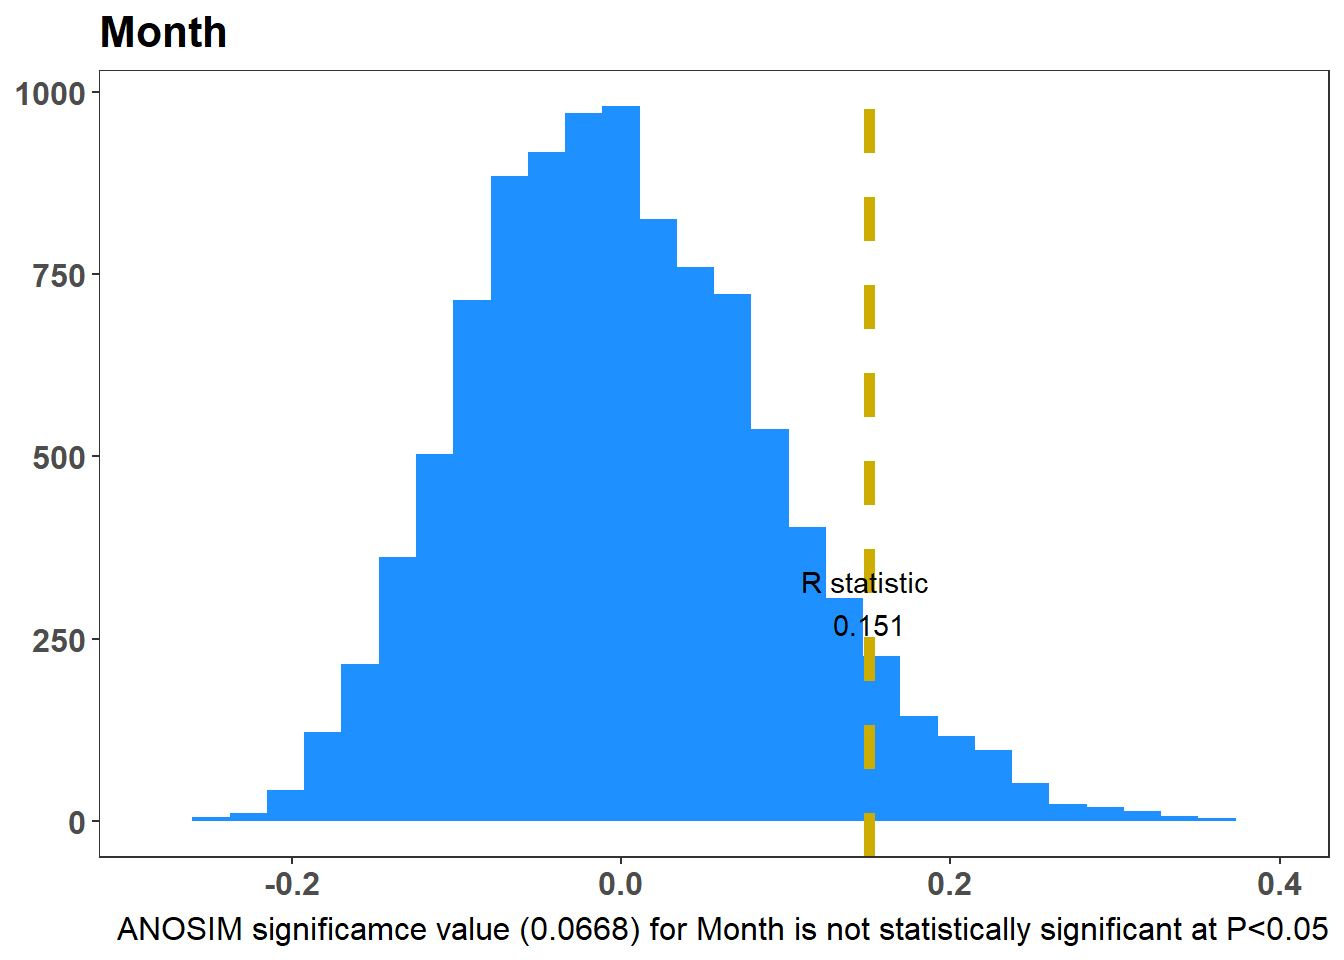 Month
1000
750
500
250
0
R statistic
0.151
-0.2 0.0 0.2 0.4
ANOSIM significamce value (0.0668) for Month is not statistically significant at P<0.05